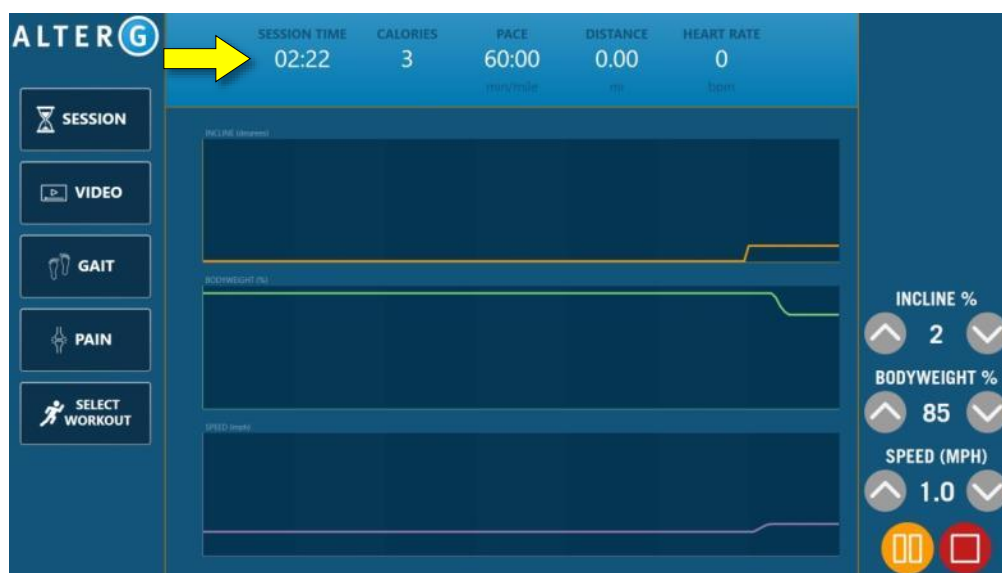 ALTERG
SESSION TIME CALORIES PACE DISTANCE HEART RATE
02:22 3 60:00 0.00 0
min/mile mi bpm
SESSION
VIDEO
GAIT
PAIN
SELECT
WORKOUT
INCLINE (degrees)
BODYWEIGHT (%)
SPEED (mph)
INCLINE %
2
BODYWEIGHT %
85
SPEED (MPH)
1.0